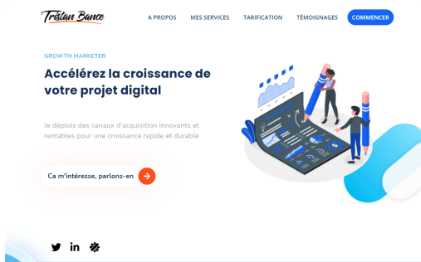 Tristan Bance
A PROPOS MES SERVICES TARIFICATION TÉMOIGNAGES COMMENCER
GROWTH MARKETER
Accélérez la croissance de
votre projet digital
Je déplois des canaux d'acquisition innovants et
rentables pour une croissance rapide et durable
Ca m'intéresse, parlons-en